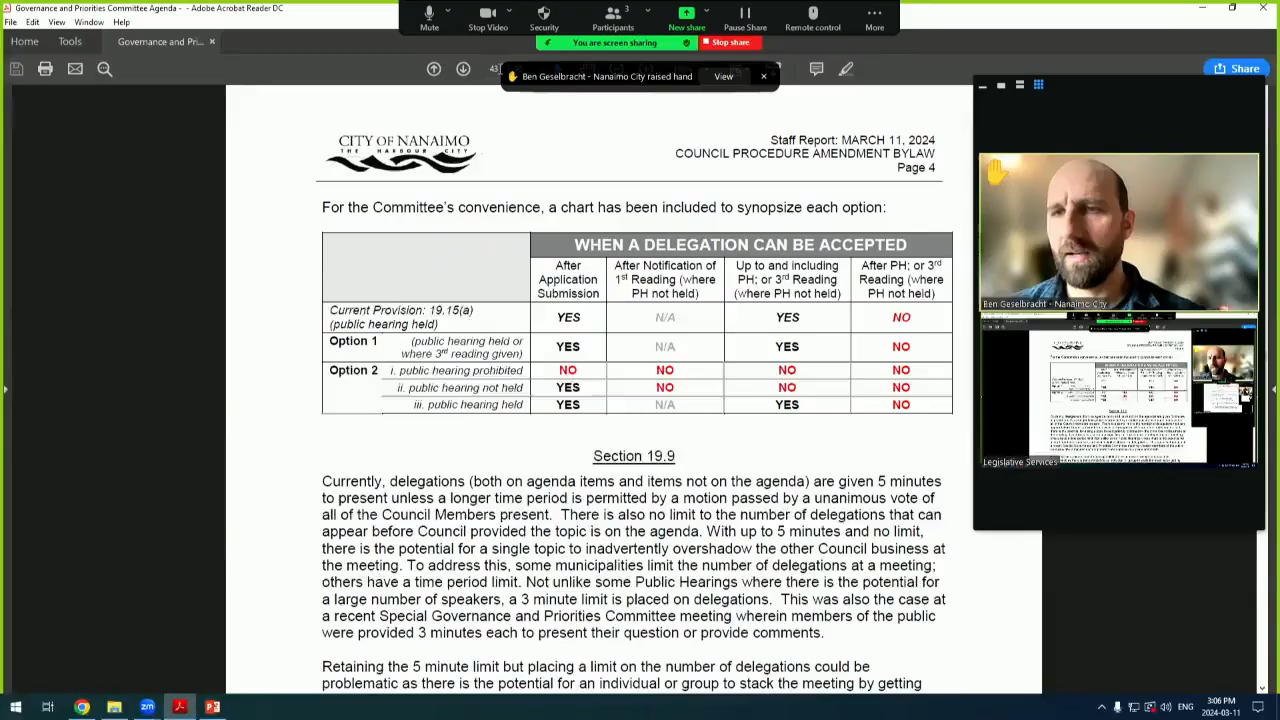 Governance and Priorities Committee Agenda - - Adobe Acrobat Reader DC
File Edit View Window Help
Home Tools Governance and Pri... ×
Mute Stop Video Security Participants 3 New share Pause Share Remote control More
You are screen sharing Stop share
43
Ben Geselbracht - Nanaimo City raised hand View ×
Share
CITY OF NANAIMO
THE HARBOUR CITY
Staff Report: MARCH 11, 2024
COUNCIL PROCEDURE AMENDMENT BYLAW
Page 4
For the Committee's convenience, a chart has been included to synopsize each option:
WHEN A DELEGATION CAN BE ACCEPTED
After Application Submission
After Notification of 1st Reading (where PH not held)
Up to and including PH; or 3rd Reading (where PH not held)
After PH; or 3rd Reading (where PH not held)
Current Provision: 19.15(a) (public hearing held) YES N/A YES NO
Option 1 (public hearing held or where 3rd reading given) YES N/A YES NO
Option 2 i. public hearing prohibited NO NO NO NO
ii. public hearing not held YES NO NO NO
iii. public hearing held YES N/A YES NO
Section 19.9
Currently, delegations (both on agenda items and items not on the agenda) are given 5 minutes
to present unless a longer time period is permitted by a motion passed by a unanimous vote of
all of the Council Members present. There is also no limit to the number of delegations that can
appear before Council provided the topic is on the agenda. With up to 5 minutes and no limit,
there is the potential for a single topic to inadvertently overshadow the other Council business at
the meeting. To address this, some municipalities limit the number of delegations at a meeting;
others have a time period limit. Not unlike some Public Hearings where there is the potential for
a large number of speakers, a 3 minute limit is placed on delegations. This was also the case at
a recent Special Governance and Priorities Committee meeting wherein members of the public
were provided 3 minutes each to present their question or provide comments.
Retaining the 5 minute limit but placing a limit on the number of delegations could be
problematic as there is the potential for an individual or group to stack the meeting by getting
Ben Geselbracht - Nanaimo City
Legislative Services
ENG
3:06 PM
2024-03-11